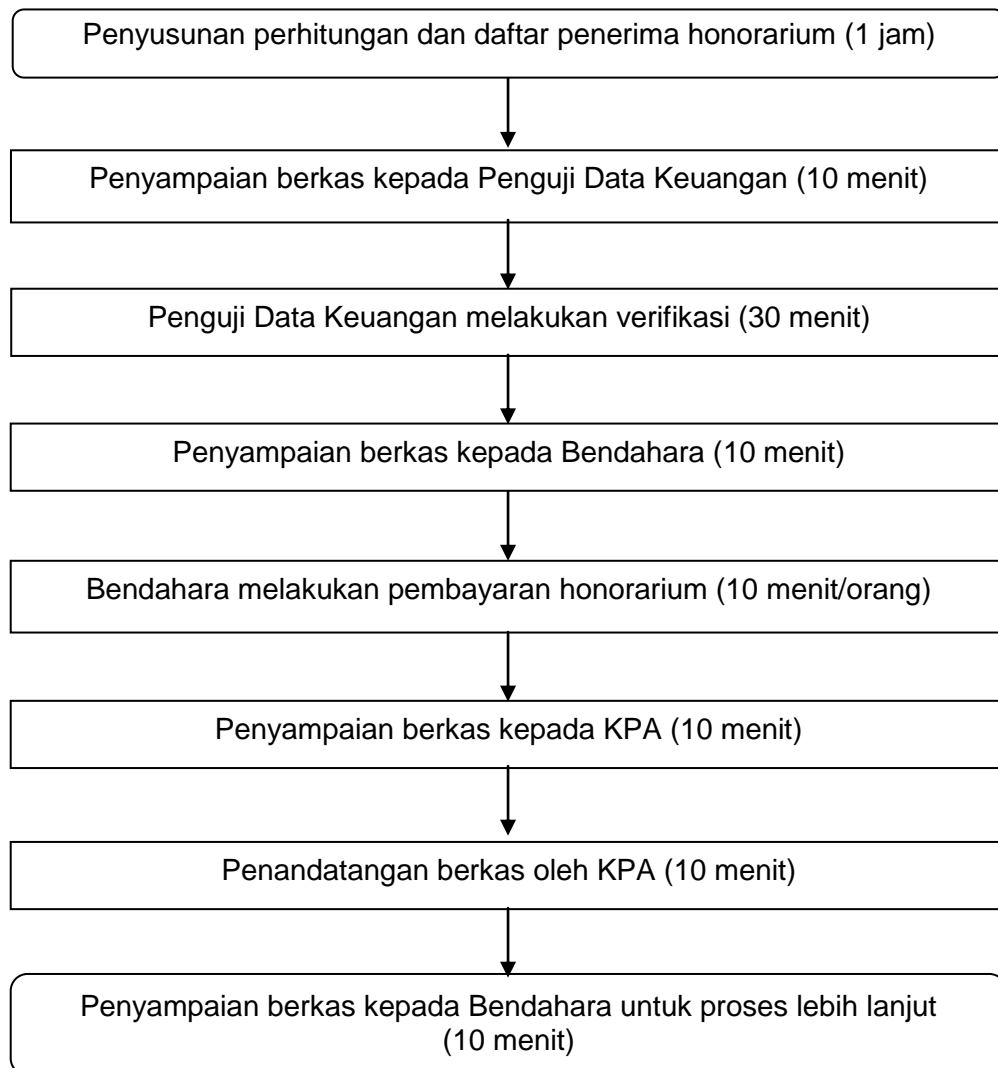 Penyusunan perhitungan dan daftar penerima honorarium (1 jam)
Penyampaian berkas kepada Penguji Data Keuangan (10 menit)
Penguji Data Keuangan melakukan verifikasi (30 menit)
Penyampaian berkas kepada Bendahara (10 menit)
Bendahara melakukan pembayaran honorarium (10 menit/orang)
Penyampaian berkas kepada KPA (10 menit)
Penandatangan berkas oleh KPA (10 menit)
Penyampaian berkas kepada Bendahara untuk proses lebih lanjut
(10 menit)